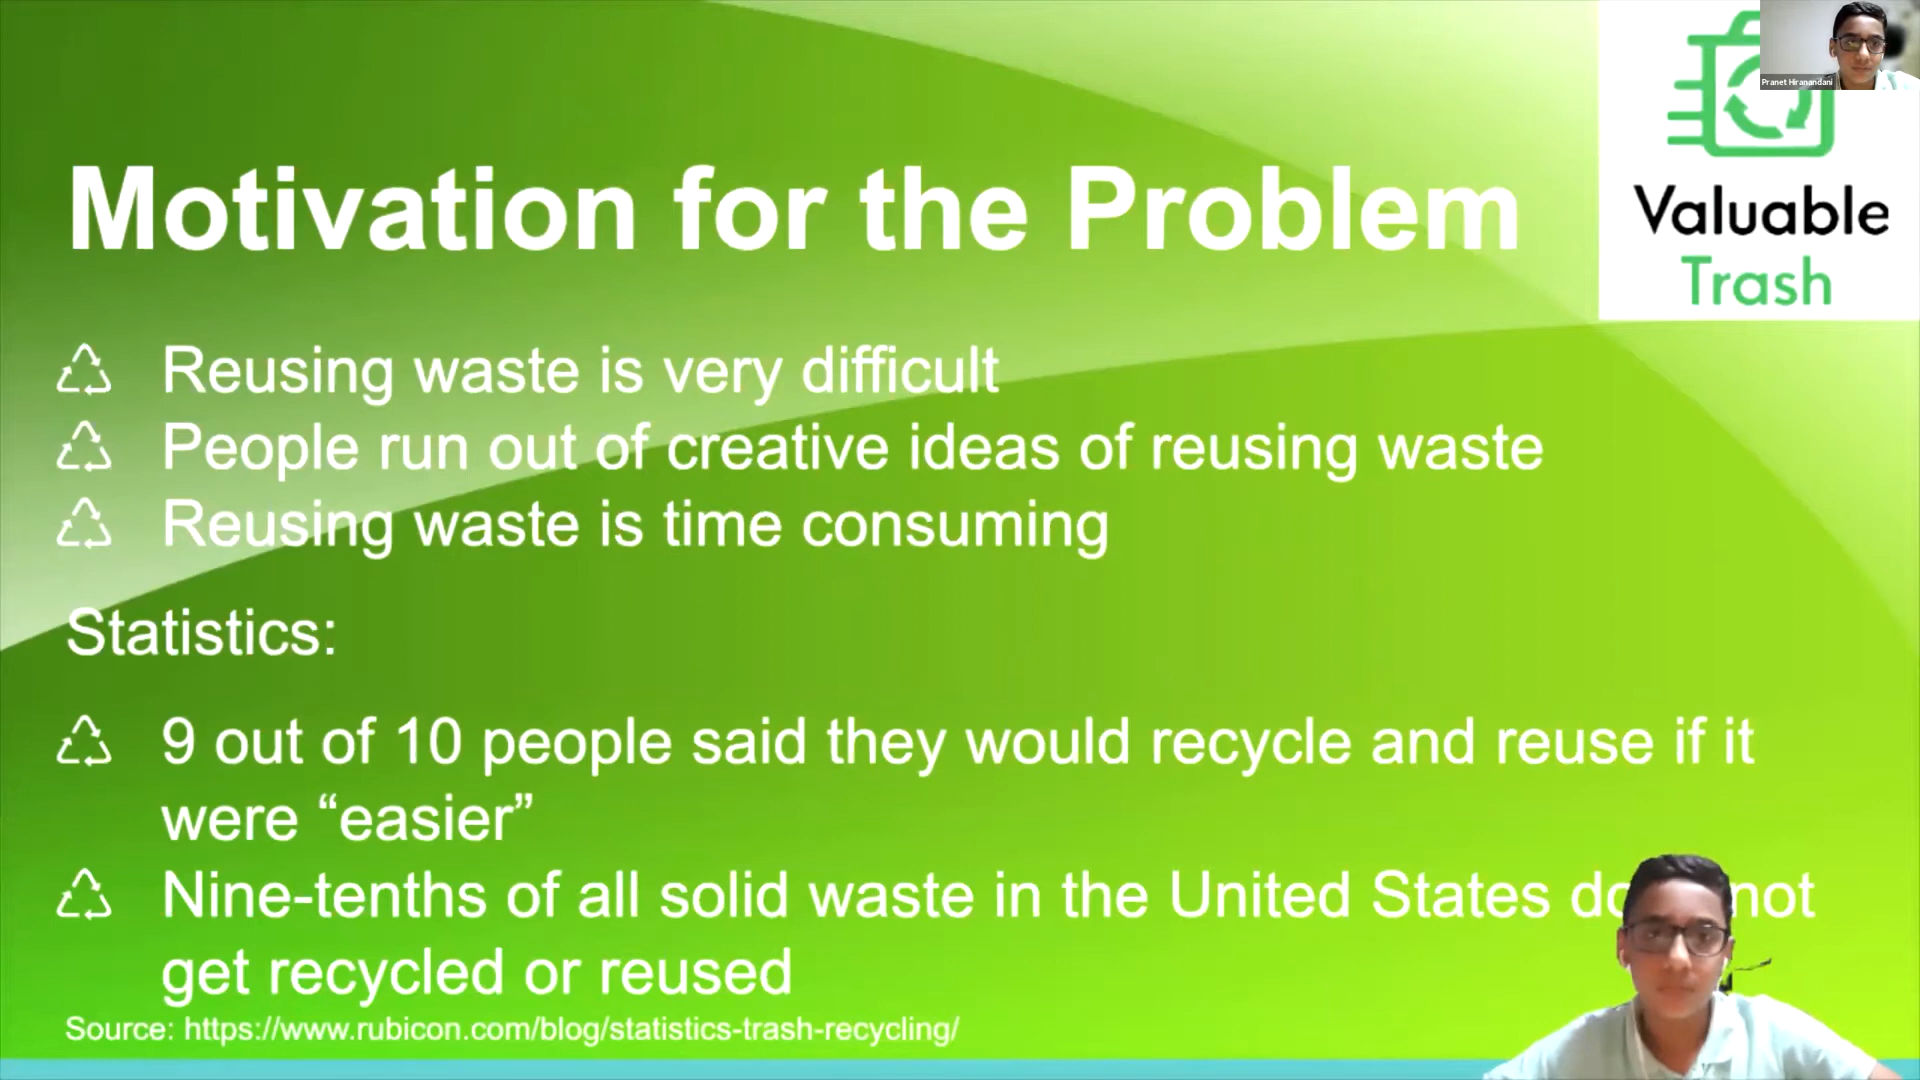 Pranet Hiranandani
Valuable
Trash
Motivation for the Problem
Reusing waste is very difficult
People run out of creative ideas of reusing waste
Reusing waste is time consuming
Statistics:
9 out of 10 people said they would recycle and reuse if it
were “easier”
Nine-tenths of all solid waste in the United States not
get recycled or reused
Source: https://www.rubicon.com/blog/statistics-trash-recycling/